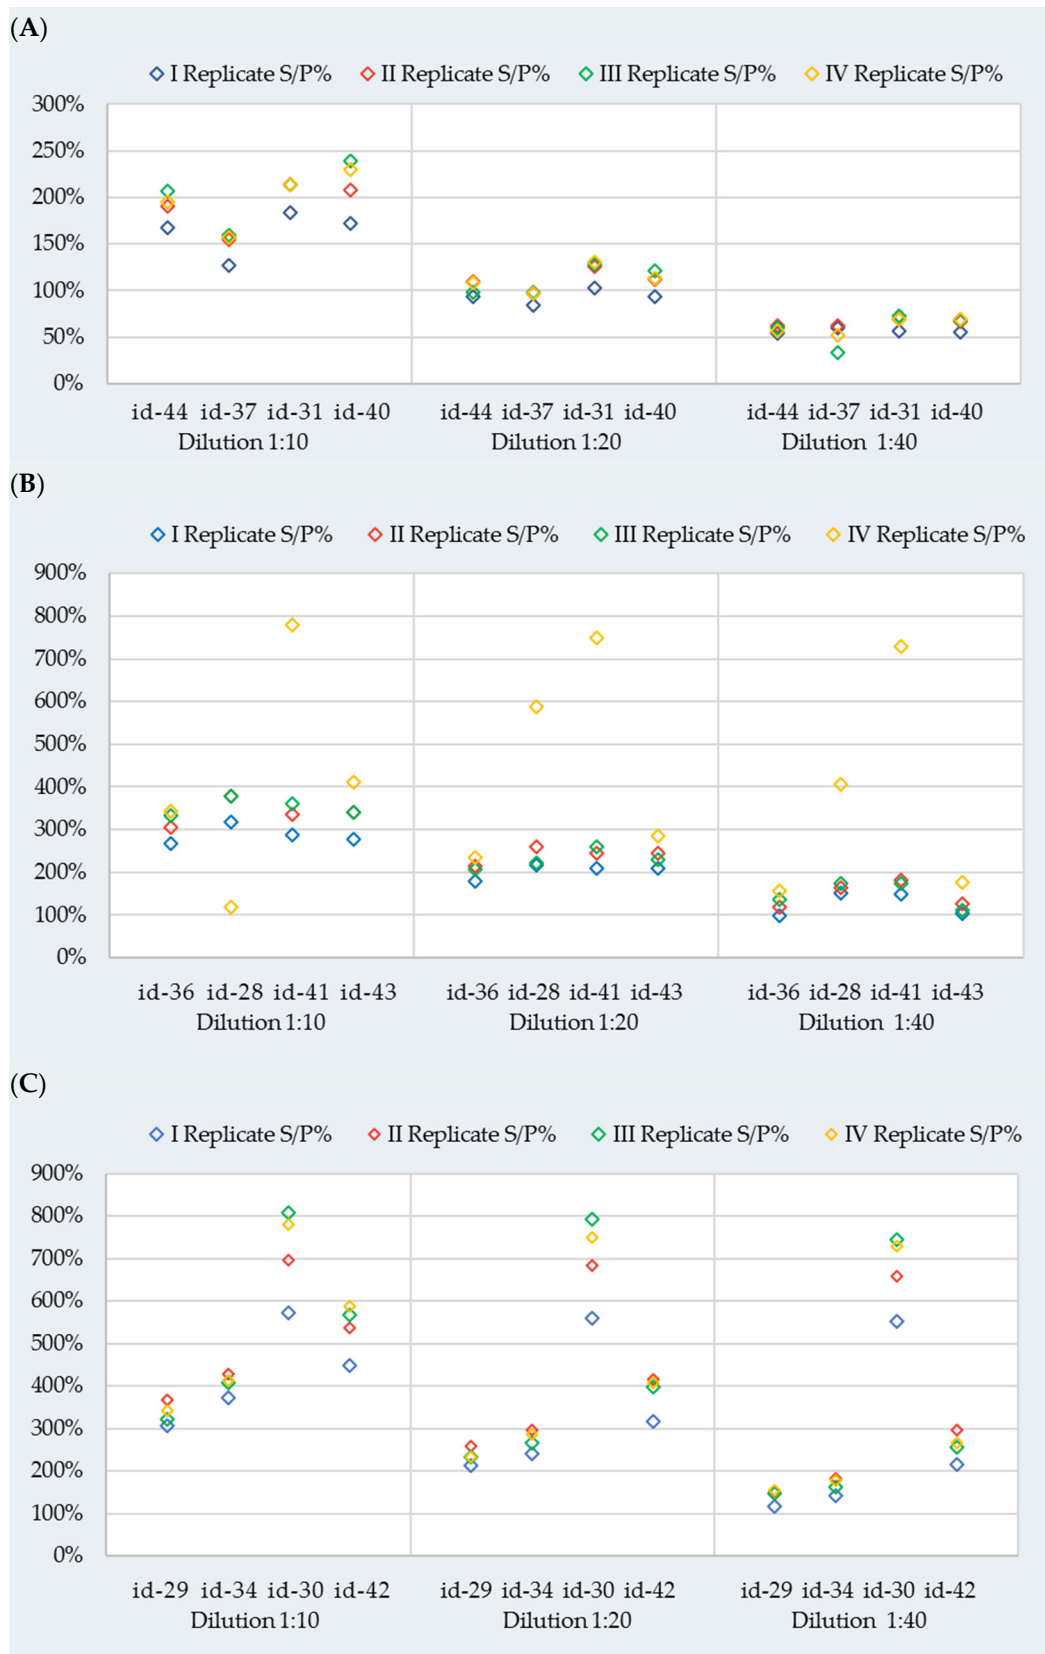 (A)
I Replicate S/P% II Replicate S/P% III Replicate S/P% IV Replicate S/P%
300%
250%
200%
150%
100%
50%
0%
id-44 id-37 id-31 id-40 id-44 id-37 id-31 id-40 id-44 id-37 id-31 id-40
Dilution 1:10 Dilution 1:20 Dilution 1:40
(B)
I Replicate S/P% II Replicate S/P% III Replicate S/P% IV Replicate S/P%
900%
800%
700%
600%
500%
400%
300%
200%
100%
0%
id-36 id-28 id-41 id-43 id-36 id-28 id-41 id-43 id-36 id-28 id-41 id-43
Dilution 1:10 Dilution 1:20 Dilution 1:40
(C)
I Replicate S/P% II Replicate S/P% III Replicate S/P% IV Replicate S/P%
900%
800%
700%
600%
500%
400%
300%
200%
100%
0%
id-29 id-34 id-30 id-42 id-29 id-34 id-30 id-42 id-29 id-34 id-30 id-42
Dilution 1:10 Dilution 1:20 Dilution 1:40